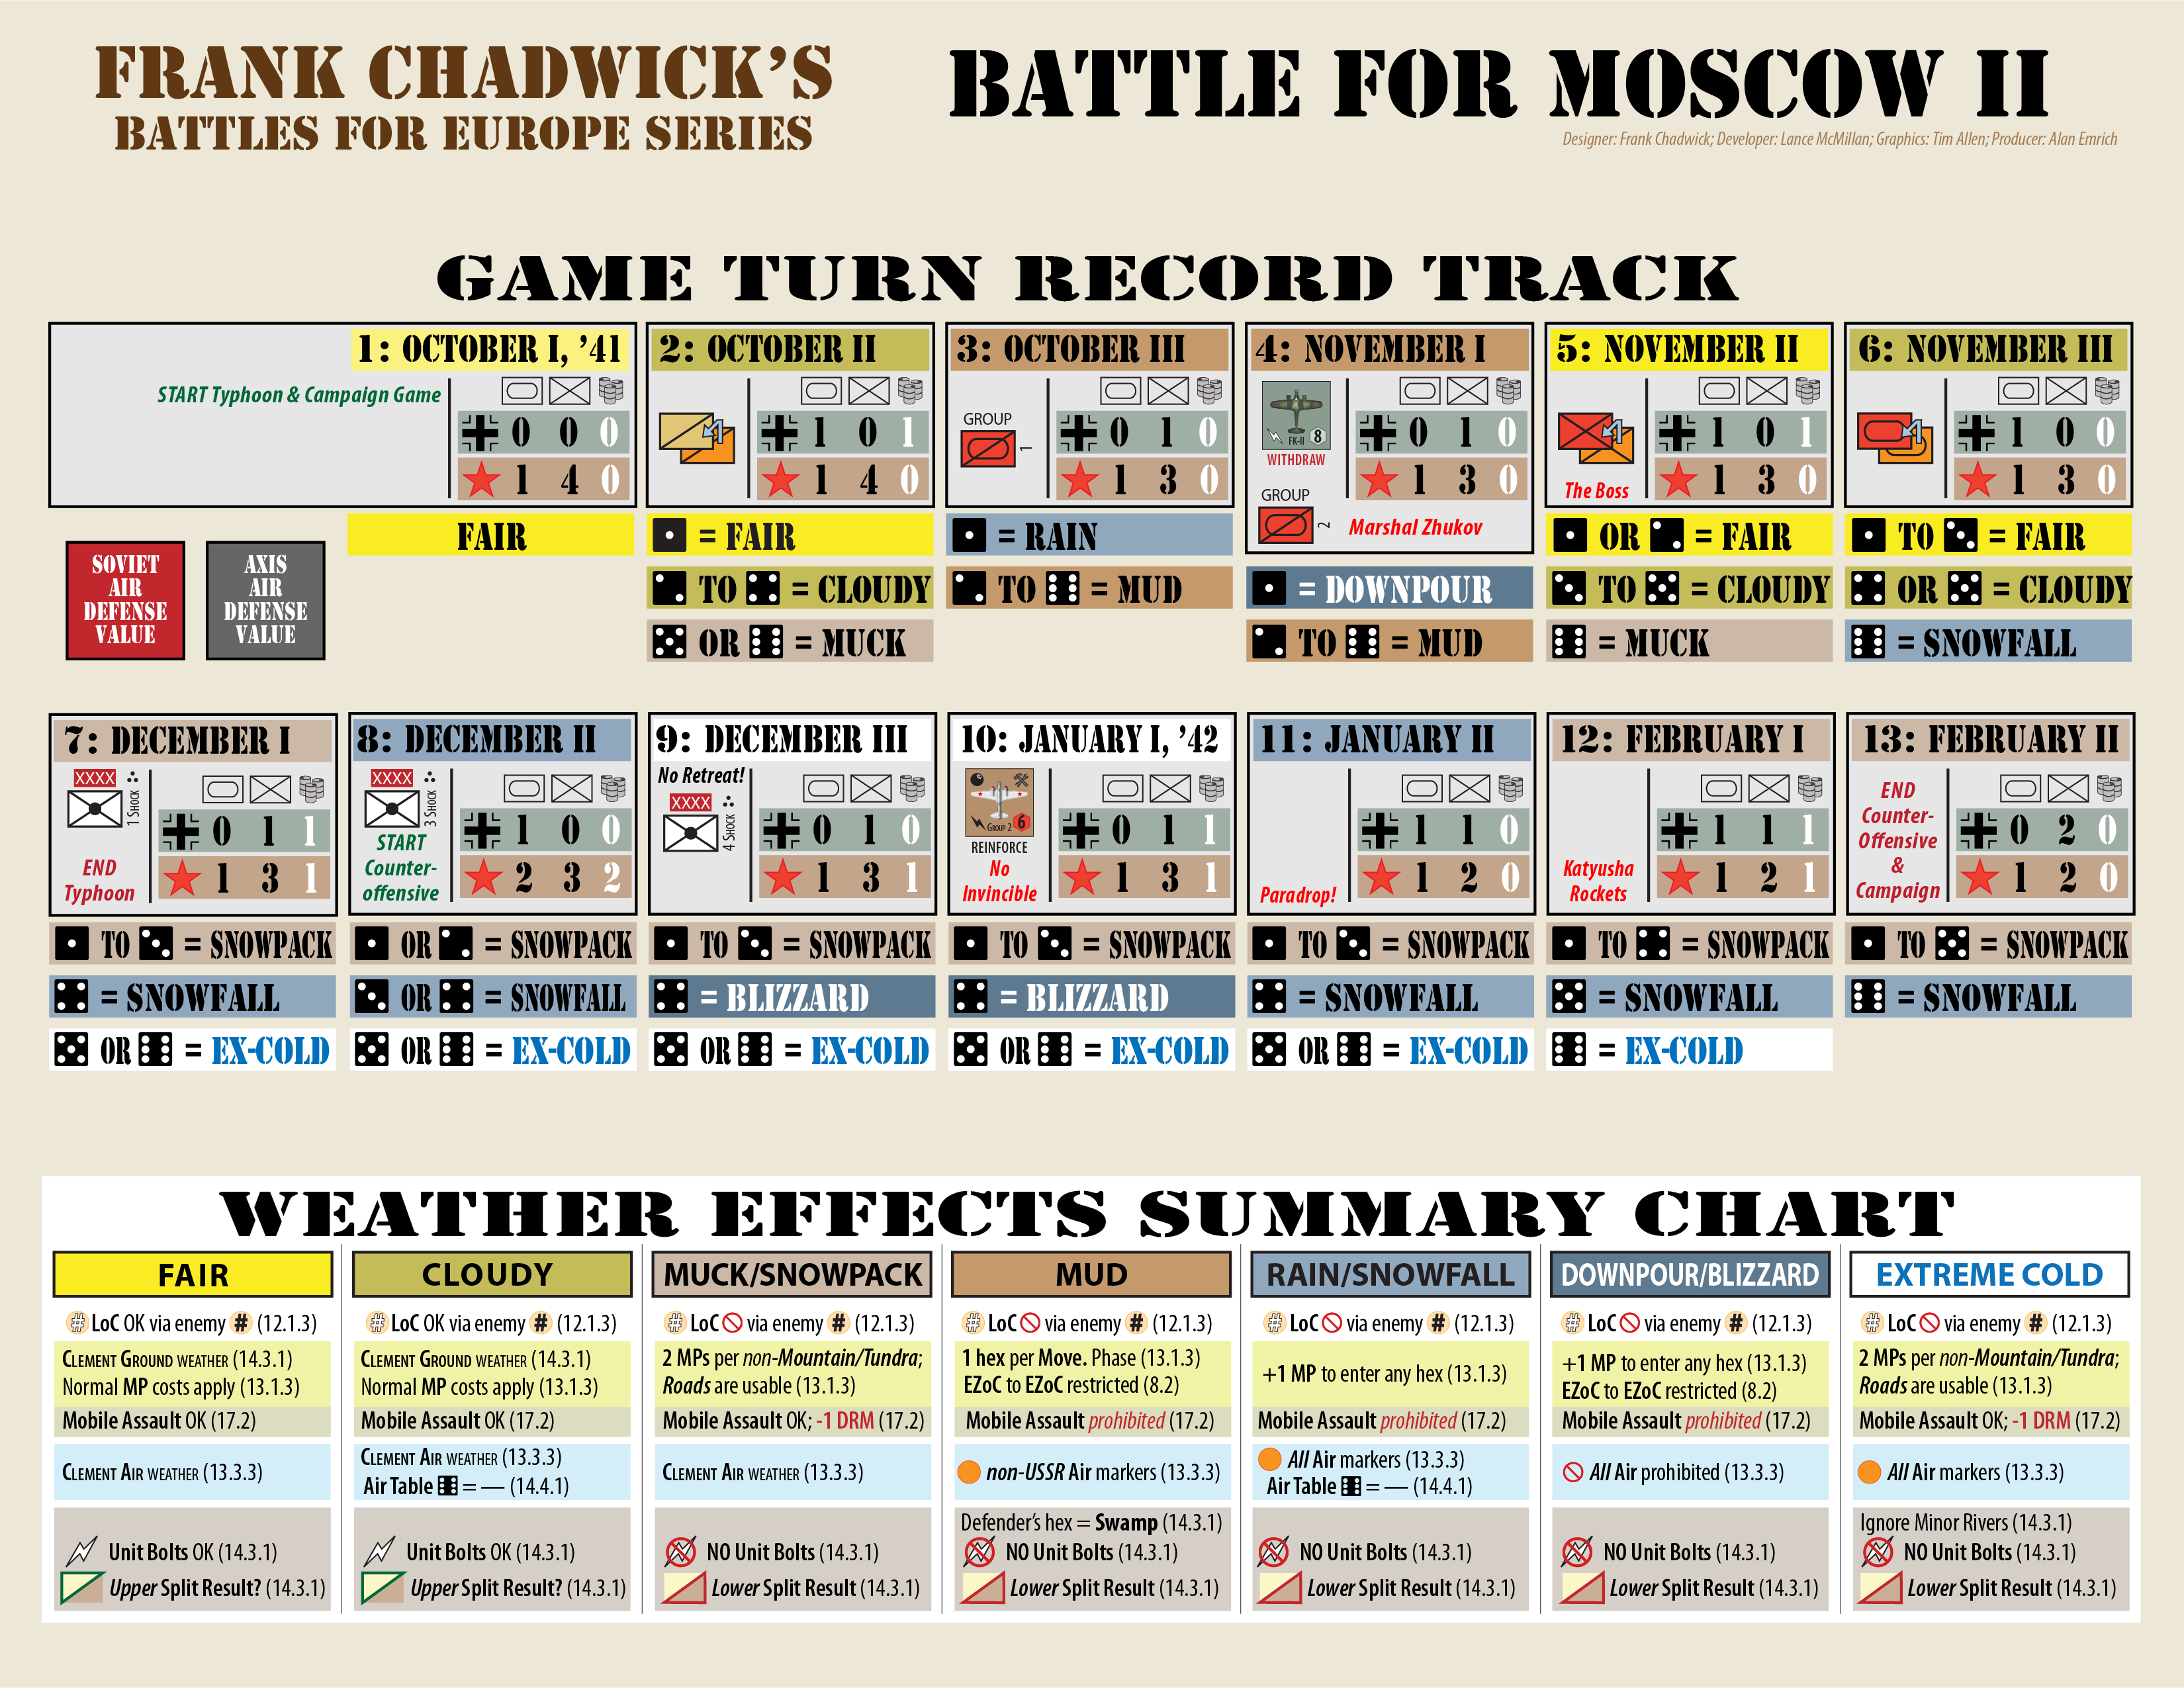 FRANK CHADWICK'S
BATTLES FOR EUROPE SERIES
BATTLE FOR MOSCOW II
Designer: Frank Chadwick; Developer: Lance McMillan; Graphics: Tim Allen; Producer: Alan Emrich
GAME TURN RECORD TRACK
1: OCTOBER I, '41
START Typhoon & Campaign Game
0 0 0
1 4 0
FAIR
SOVIET
AIR
DEFENSE
VALUE
AXIS
AIR
DEFENSE
VALUE
2: OCTOBER II
4
1 0 1
1 4 0
= FAIR
TO = CLOUDY
OR = MUCK
3: OCTOBER III
GROUP
1
0 1 0
1 3 0
= RAIN
TO = MUD
4: NOVEMBER I
FK-II 8
WITHDRAW
0 1 0
1 3 0
GROUP
2
Marshal Zhukov
= DOWNPOUR
TO = MUD
5: NOVEMBER II
4
The Boss
1 0 1
1 3 0
OR = FAIR
TO = CLOUDY
= MUCK
6: NOVEMBER III
4
1 0 0
1 3 0
TO = FAIR
OR = CLOUDY
= SNOWFALL
7: DECEMBER I
XXXX
1 SHOCK
END
Typhoon
0 1 1
1 3 1
TO = SNOWPACK
= SNOWFALL
OR = EX-COLD
8: DECEMBER II
XXXX
3 SHOCK
START
Counter-
offensive
1 0 0
2 3 2
OR = SNOWPACK
OR = SNOWFALL
OR = EX-COLD
9: DECEMBER III
No Retreat!
XXXX
4 SHOCK
0 1 0
1 3 1
TO = SNOWPACK
= BLIZZARD
OR = EX-COLD
10: JANUARY I, '42
GROUP 2 6
REINFORCE
No
Invincible
0 1 1
1 3 1
TO = SNOWPACK
= BLIZZARD
OR = EX-COLD
11: JANUARY II
Paradrop!
1 1 0
1 2 0
TO = SNOWPACK
= SNOWFALL
OR = EX-COLD
12: FEBRUARY I
Katyusha
Rockets
1 1 1
1 2 1
TO = SNOWPACK
= SNOWFALL
= EX-COLD
13: FEBRUARY II
END
Counter-
Offensive
&
Campaign
0 2 0
1 2 0
TO = SNOWPACK
= SNOWFALL
WEATHER EFFECTS SUMMARY CHART
FAIR
# LoC OK via enemy # (12.1.3)
CLEMENT GROUND WEATHER (14.3.1)
Normal MP costs apply (13.1.3)
Mobile Assault OK (17.2)
CLEMENT AIR WEATHER (13.3.3)
Unit Bolts OK (14.3.1)
Upper Split Result? (14.3.1)
CLOUDY
# LoC OK via enemy # (12.1.3)
CLEMENT GROUND WEATHER (14.3.1)
Normal MP costs apply (13.1.3)
Mobile Assault OK (17.2)
CLEMENT AIR WEATHER (13.3.3)
Air Table = — (14.4.1)
Unit Bolts OK (14.3.1)
Upper Split Result? (14.3.1)
MUCK/SNOWPACK
# LoC via enemy # (12.1.3)
2 MPs per non-Mountain/Tundra;
Roads are usable (13.1.3)
Mobile Assault OK; -1 DRM (17.2)
CLEMENT AIR WEATHER (13.3.3)
NO Unit Bolts (14.3.1)
Lower Split Result (14.3.1)
MUD
# LoC via enemy # (12.1.3)
1 hex per Move. Phase (13.1.3)
EZoC to EZoC restricted (8.2)
Mobile Assault prohibited (17.2)
non-USSR Air markers (13.3.3)
Defender's hex = Swamp (14.3.1)
NO Unit Bolts (14.3.1)
Lower Split Result (14.3.1)
RAIN/SNOWFALL
# LoC via enemy # (12.1.3)
+1 MP to enter any hex (13.1.3)
Mobile Assault prohibited (17.2)
All Air markers (13.3.3)
Air Table = — (14.4.1)
NO Unit Bolts (14.3.1)
Lower Split Result (14.3.1)
DOWNPOUR/BLIZZARD
# LoC via enemy # (12.1.3)
+1 MP to enter any hex (13.1.3)
EZoC to EZoC restricted (8.2)
Mobile Assault prohibited (17.2)
All Air prohibited (13.3.3)
NO Unit Bolts (14.3.1)
Lower Split Result (14.3.1)
EXTREME COLD
# LoC via enemy # (12.1.3)
2 MPs per non-Mountain/Tundra;
Roads are usable (13.1.3)
Mobile Assault OK; -1 DRM (17.2)
All Air markers (13.3.3)
Ignore Minor Rivers (14.3.1)
NO Unit Bolts (14.3.1)
Lower Split Result (14.3.1)